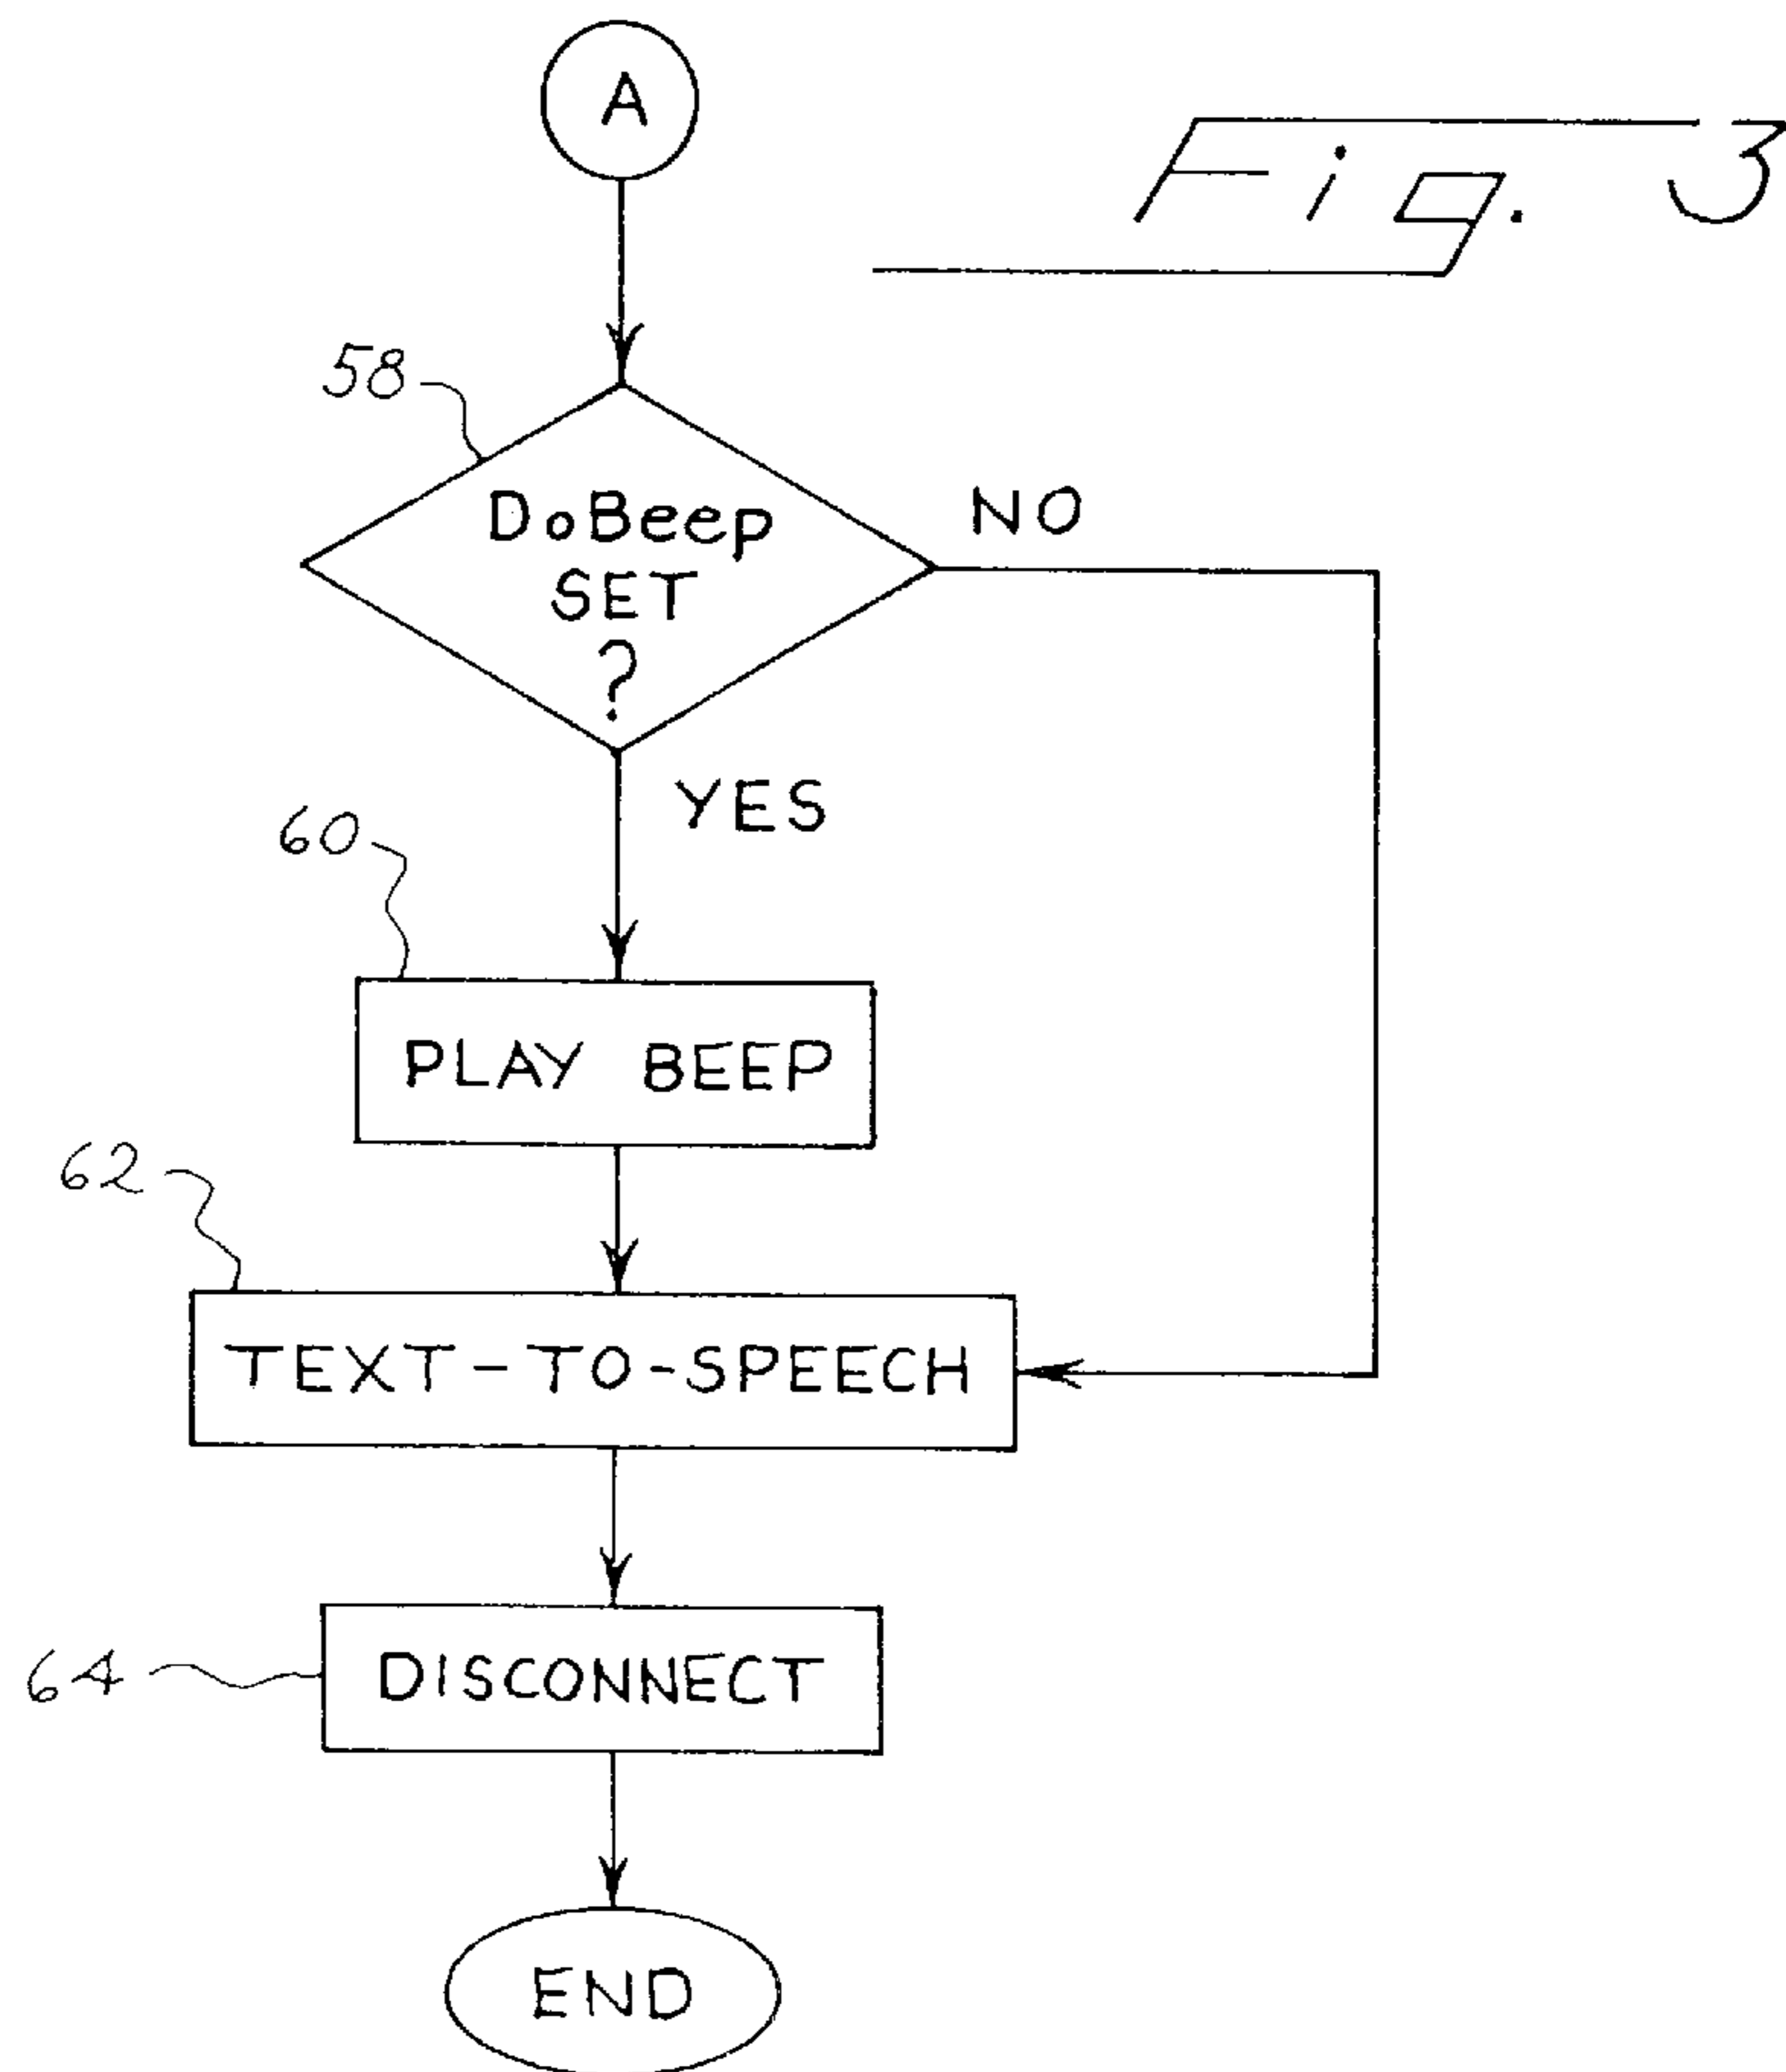 A
Fig. 3
58
DoBeep
SET
?
NO
YES
60
PLAY BEEP
62
TEXT-TO-SPEECH
64
DISCONNECT
END